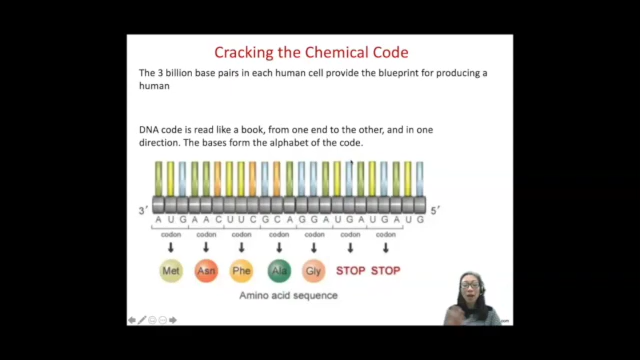 Cracking the Chemical Code
The 3 billion base pairs in each human cell provide the blueprint for producing a
human
DNA code is read like a book, from one end to the other, and in one
direction. The bases form the alphabet of the code.
3' A U G A A C U U C G C A G G A U G A U G A U G 5'
codon codon codon codon codon codon codon
Met Asn Phe Ala Gly STOP STOP
Amino acid sequence